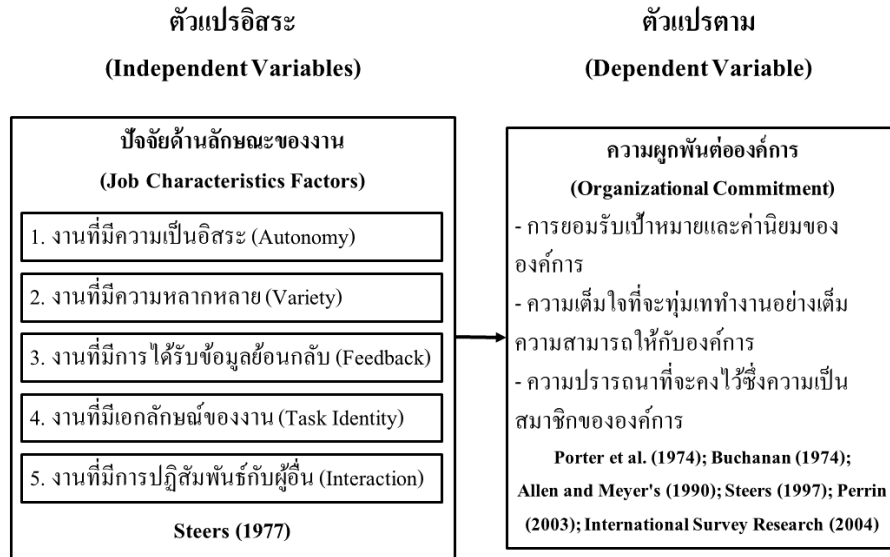 ตัวแปรอิสระ
(Independent Variables)
ปัจจัยด้านลักษณะของงาน
(Job Characteristics Factors)
1. งานที่มีความเป็นอิสระ (Autonomy)
2. งานที่มีความหลากหลาย (Variety)
3. งานที่มีการได้รับข้อมูลย้อนกลับ (Feedback)
4. งานที่มีเอกลักษณ์ของงาน (Task Identity)
5. งานที่มีการปฏิสัมพันธ์กับผู้อื่น (Interaction)
Steers (1977)
ตัวแปรตาม
(Dependent Variable)
ความผูกพันต่อองค์การ
(Organizational Commitment)
- การยอมรับเป้าหมายและค่านิยมของ
องค์การ
- ความเต็มใจที่จะทุ่มเททำงานอย่างเต็ม
ความสามารถให้กับองค์การ
- ความปรารถนาที่จะคงไว้ซึ่งความเป็น
สมาชิกขององค์การ
Porter et al. (1974); Buchanan (1974);
Allen and Meyer's (1990); Steers (1997); Perrin
(2003); International Survey Research (2004)